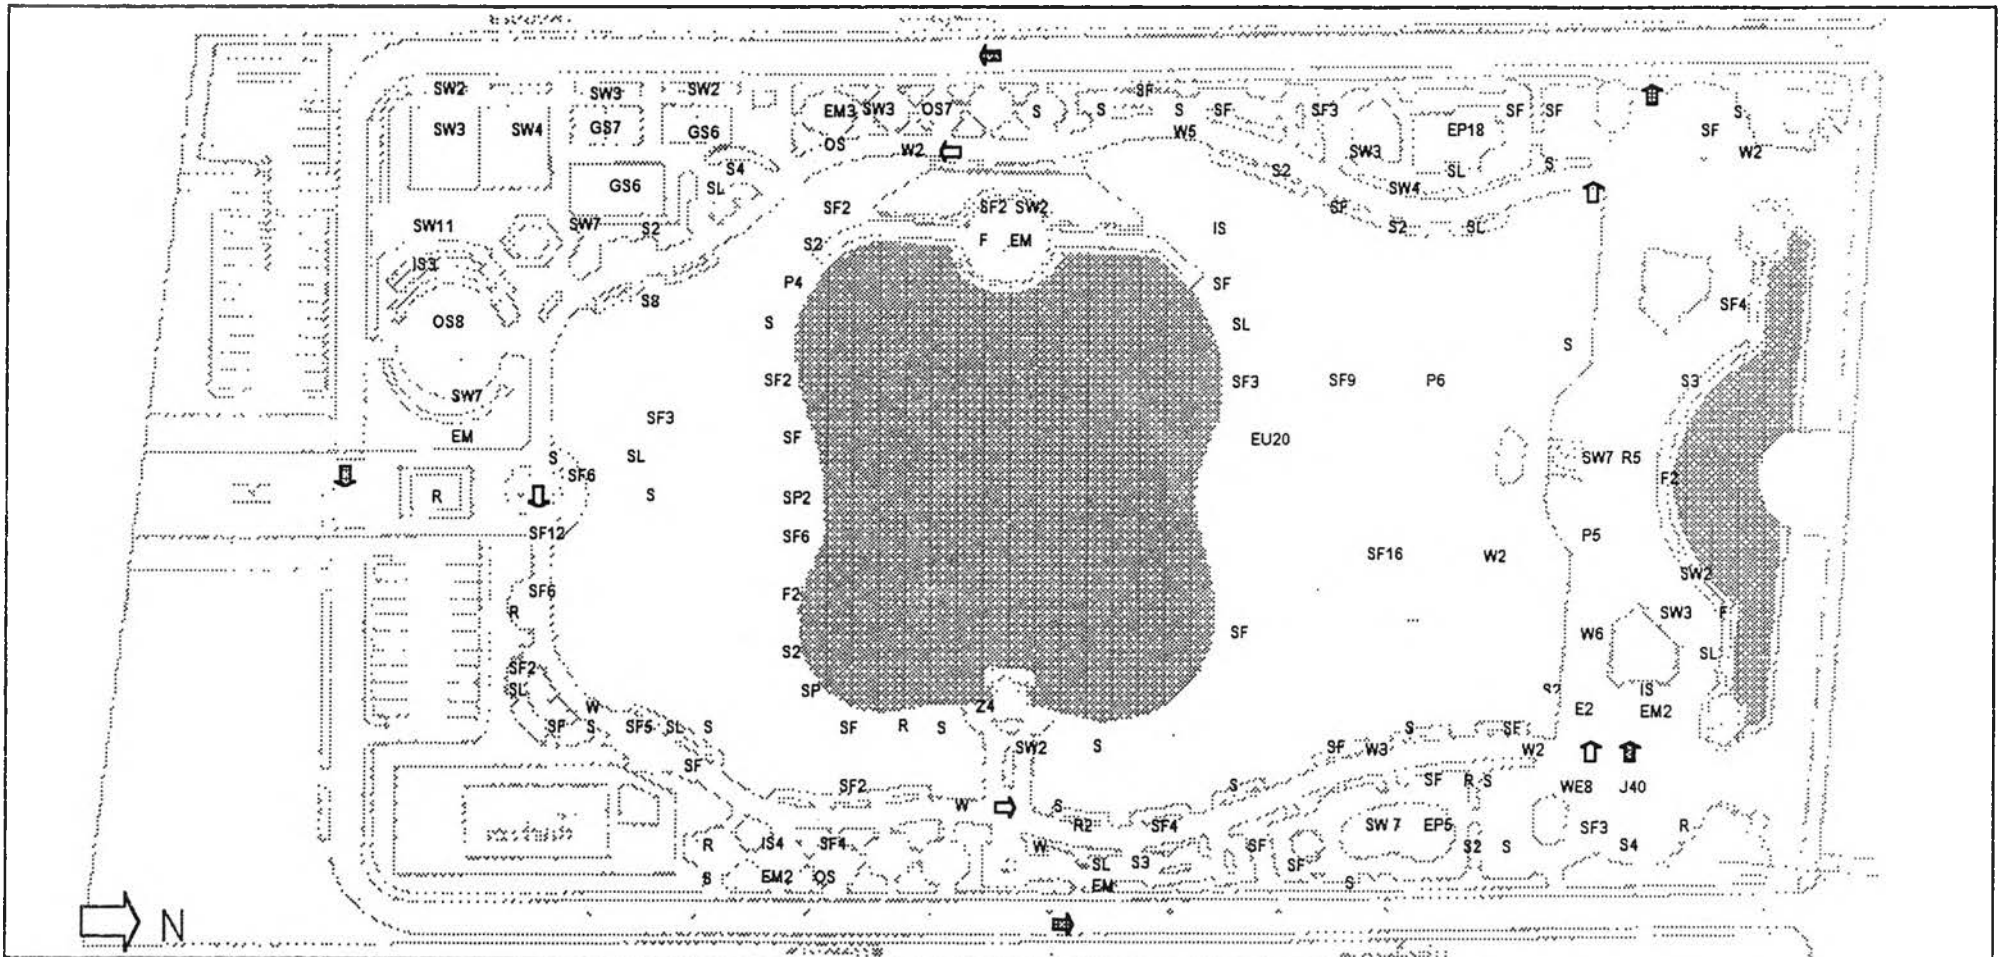 SW2 SW3 SW2 SF
SW3 SW4 GS7 GS6 EM3 SW3 OS7 S S S SF SF3 EP18 SF SF S SF
OS W2 W5 SW3 W2
GS6 SL S4 S2 SW4 SL S
SW11 SW7 S2 SF2 SF2 SW2 IS SF S2 SL
IS3 S2 F EM
OS8 S8 P4 SF SF4
S SL S
SW7 SF2 SF3 SF9 P6 S3
EM SF3 SF EU20
S SL SW7 R5
R SF6 S SP2 F2
SF12 SF6 SF16 W2 P5
SF6 F2 SW2
R SF SW3 F
W6
SF2 S2 SL
SL SP S2 IS
W Z4 E2 EM2
SF S SF5 SL S SF R S S SF
SF SW2 S SF W3 W2
SF2 S SF R S WE8 J40
W S
R2 SF4 SW 7 EP5 SF3 R
R IS4 SF4 W SF S2 S S4
SL S3 SF
S EM2 OS EM S
N